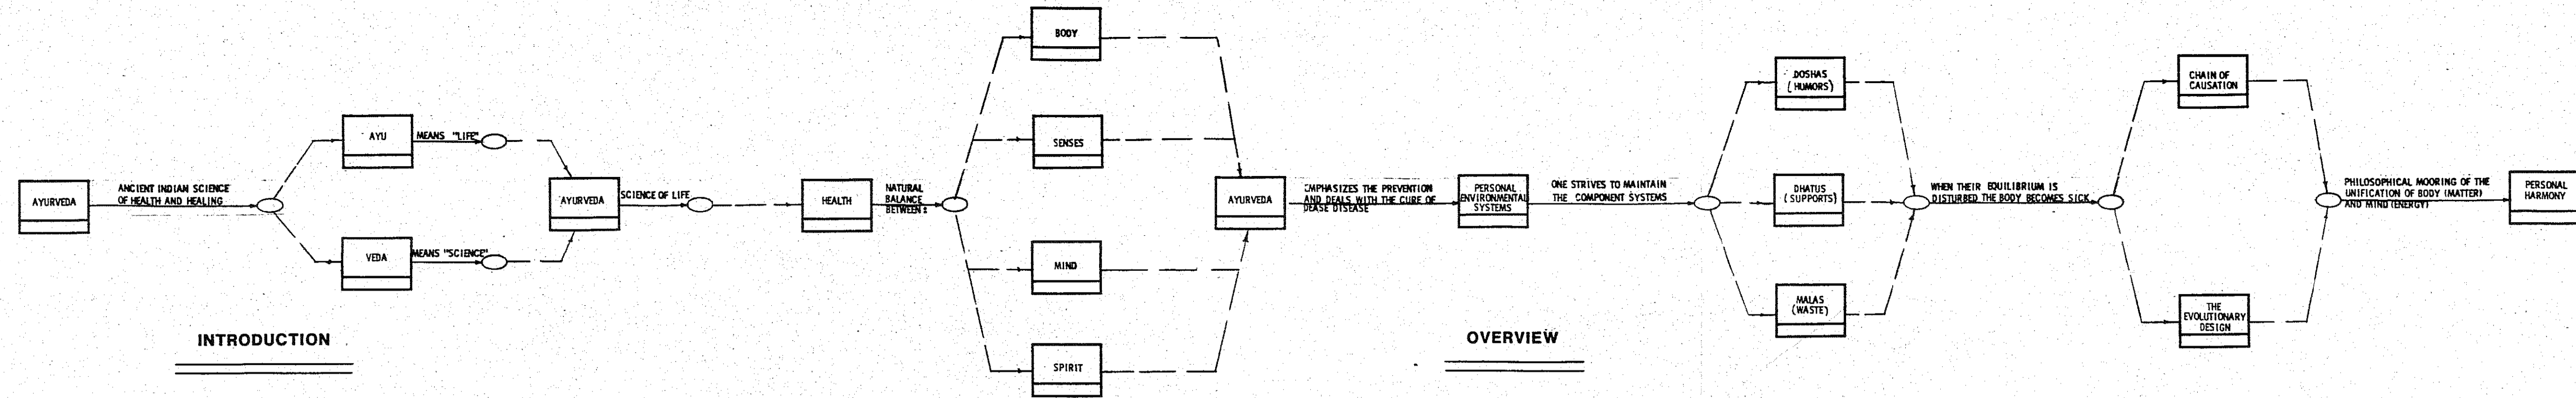 AYURVEDA
ANCIENT INDIAN SCIENCE
OF HEALTH AND HEALING
AYU
MEANS "LIFE"
VEDA
MEANS "SCIENCE"
AYURVEDA
SCIENCE OF LIFE
INTRODUCTION
HEALTH
NATURAL
BALANCE
BETWEEN:
BODY
SENSES
MIND
SPIRIT
AYURVEDA
EMPHASIZES THE PREVENTION
AND DEALS WITH THE CURE OF
DEASE DISEASE
PERSONAL
ENVIRONMENTAL
SYSTEMS
ONE STRIVES TO MAINTAIN
THE COMPONENT SYSTEMS
OVERVIEW
DOSHAS
(HUMORS)
DHATUS
(SUPPORTS)
MALAS
(WASTE)
WHEN THEIR EQUILIBRIUM IS
DISTURBED THE BODY BECOMES SICK
CHAIN OF
CAUSATION
THE
EVOLUTIONARY
DESIGN
PHILOSOPHICAL MOORING OF THE
UNIFICATION OF BODY (MATTER)
AND MIND (ENERGY)
PERSONAL
HARMONY